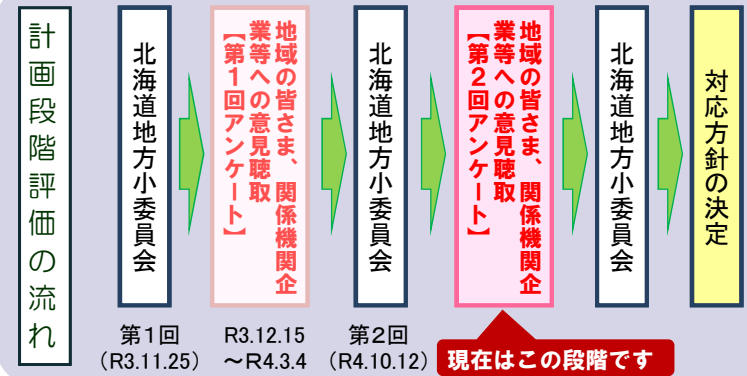 計画段階評価の流れ
北海道地方小委員会
地域の皆さま、関係機関企
業等への意見聴取
【第1回アンケート】
北海道地方小委員会
地域の皆さま、関係機関企
業等への意見聴取
【第2回アンケート】
北海道地方小委員会
対応方針の決定
第1回
（R3.11.25）
R3.12.15
～R4.3.4
第2回
（R4.10.12）
現在はこの段階です